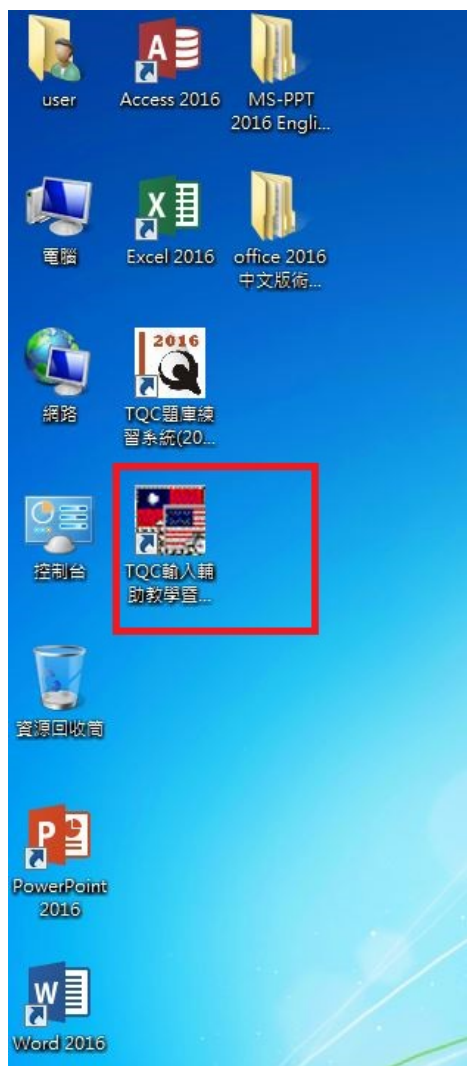 user
Access 2016
MS-PPT
2016 Engli...
電腦
Excel 2016
office 2016
中文版術...
網路
2016
Q
TQC題庫練
習系統(20...
控制台
TQC輸入輔
助教學暨...
資源回收筒
PowerPoint
2016
Word 2016